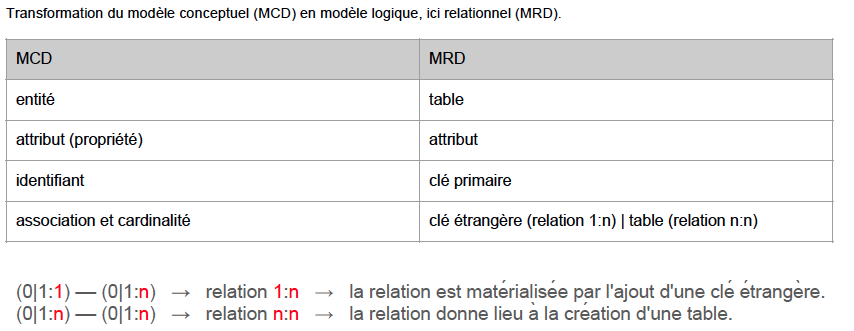 Transformation du modèle conceptuel (MCD) en modèle logique, ici relationnel (MRD).
MCD MRD
entité table
attribut (propriété) attribut
identifiant clé primaire
association et cardinalité clé étrangère (relation 1:n) | table (relation n:n)
(0|1:1) — (0|1:n) → relation 1:n → la relation est matérialisée par l'ajout d'une clé étrangère.
(0|1:n) — (0|1:n) → relation n:n → la relation donne lieu à la création d'une table.